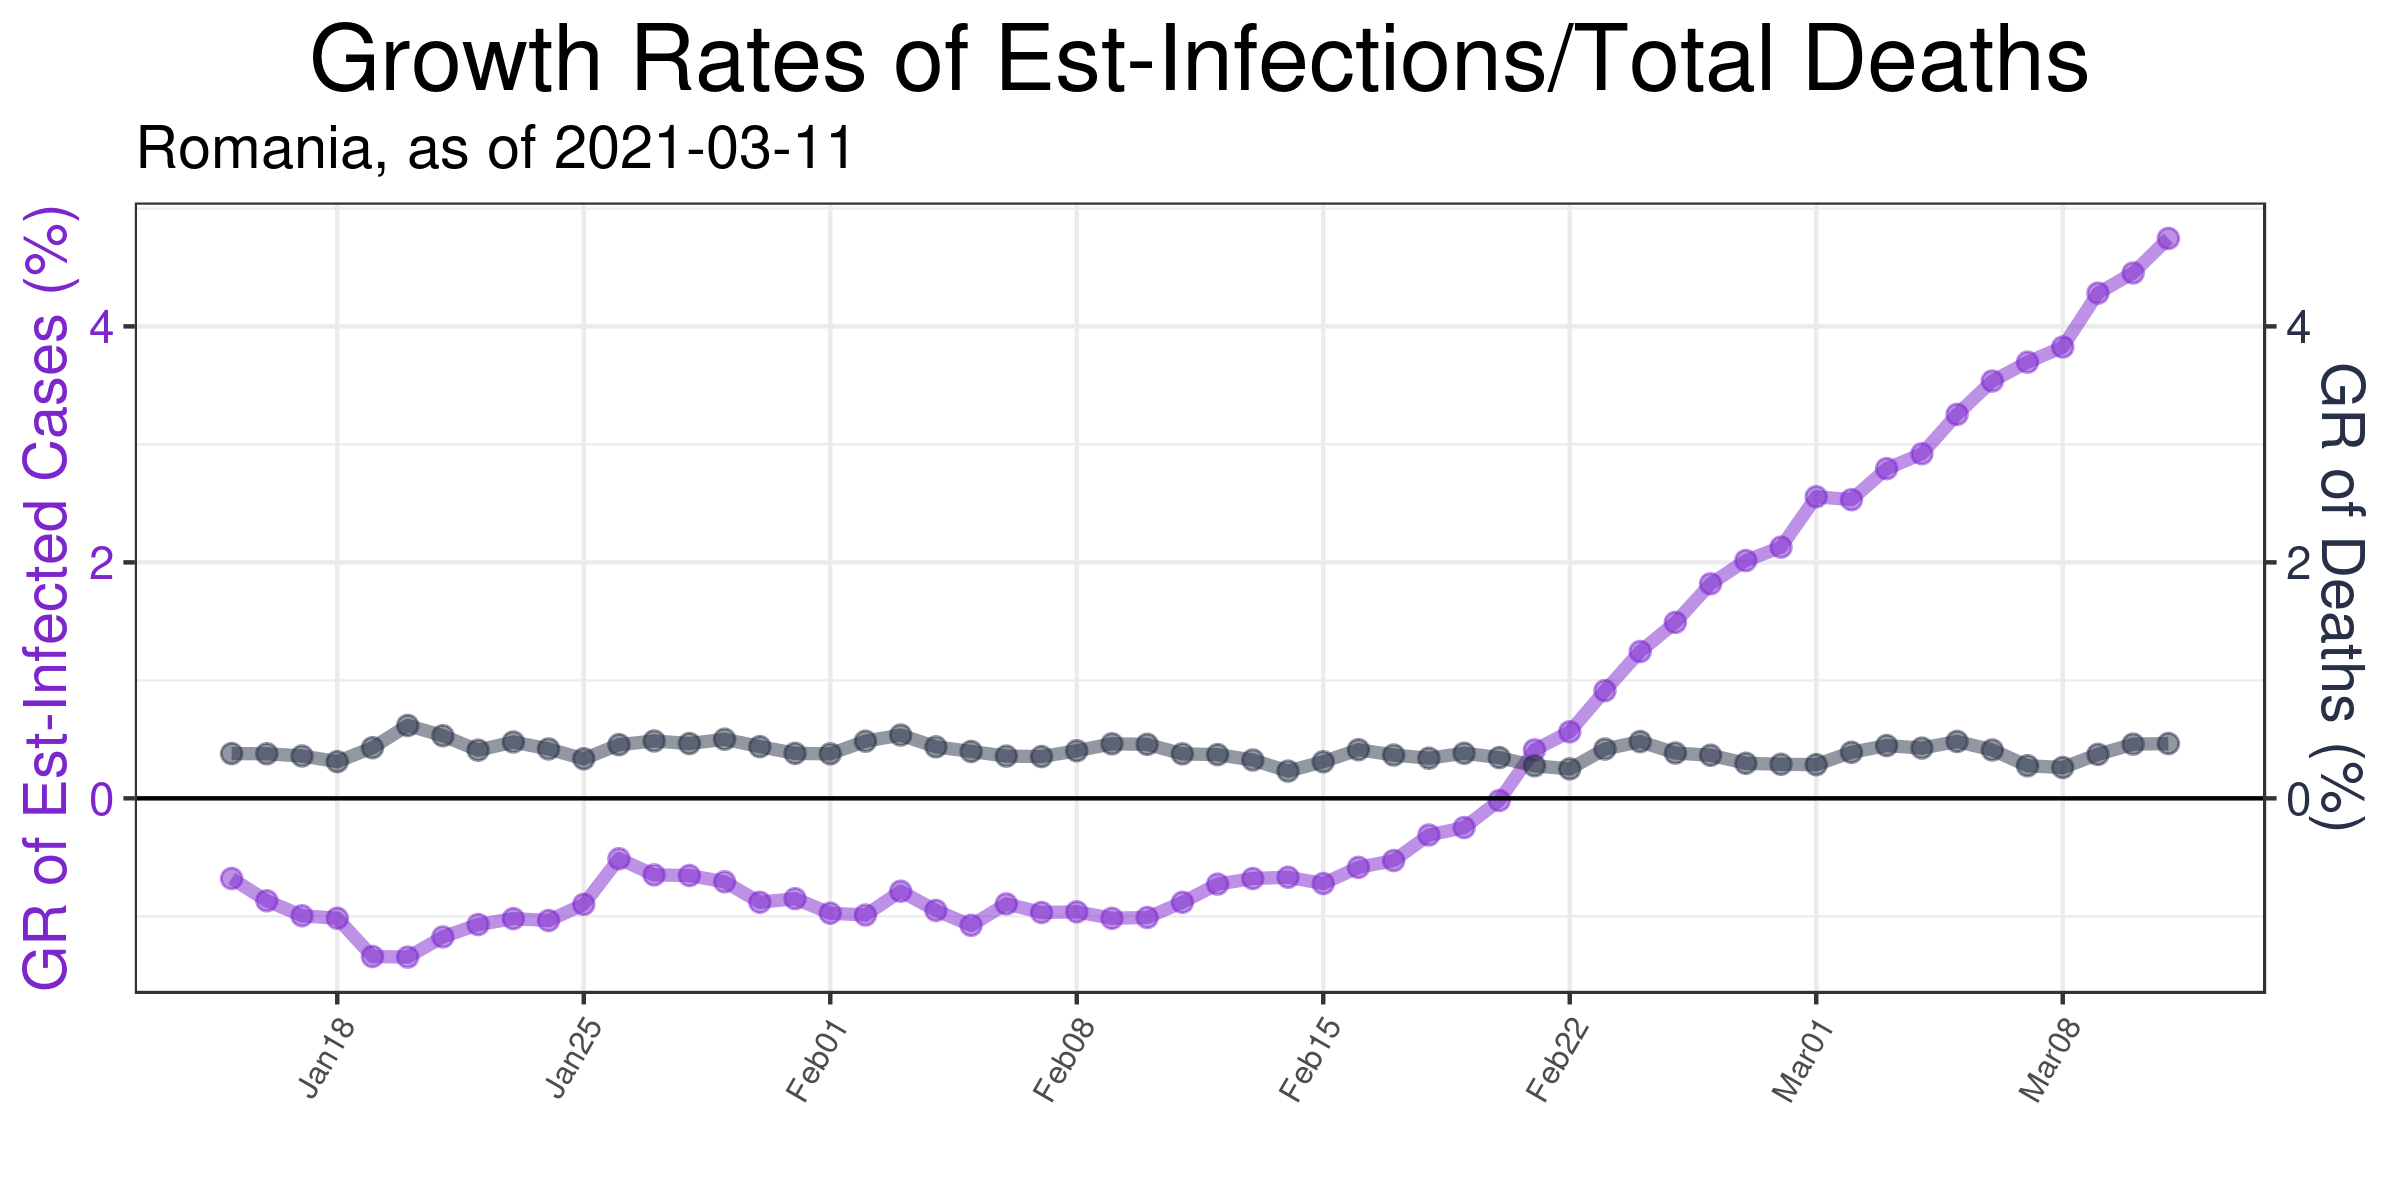 Growth Rates of Est-Infections/Total Deaths
Romania, as of 2021-03-11
GR of Est-Infected Cases (%)
4
2
0
4
2
0
GR of Deaths (%)
Jan18
Jan25
Feb01
Feb08
Feb15
Feb22
Mar01
Mar08